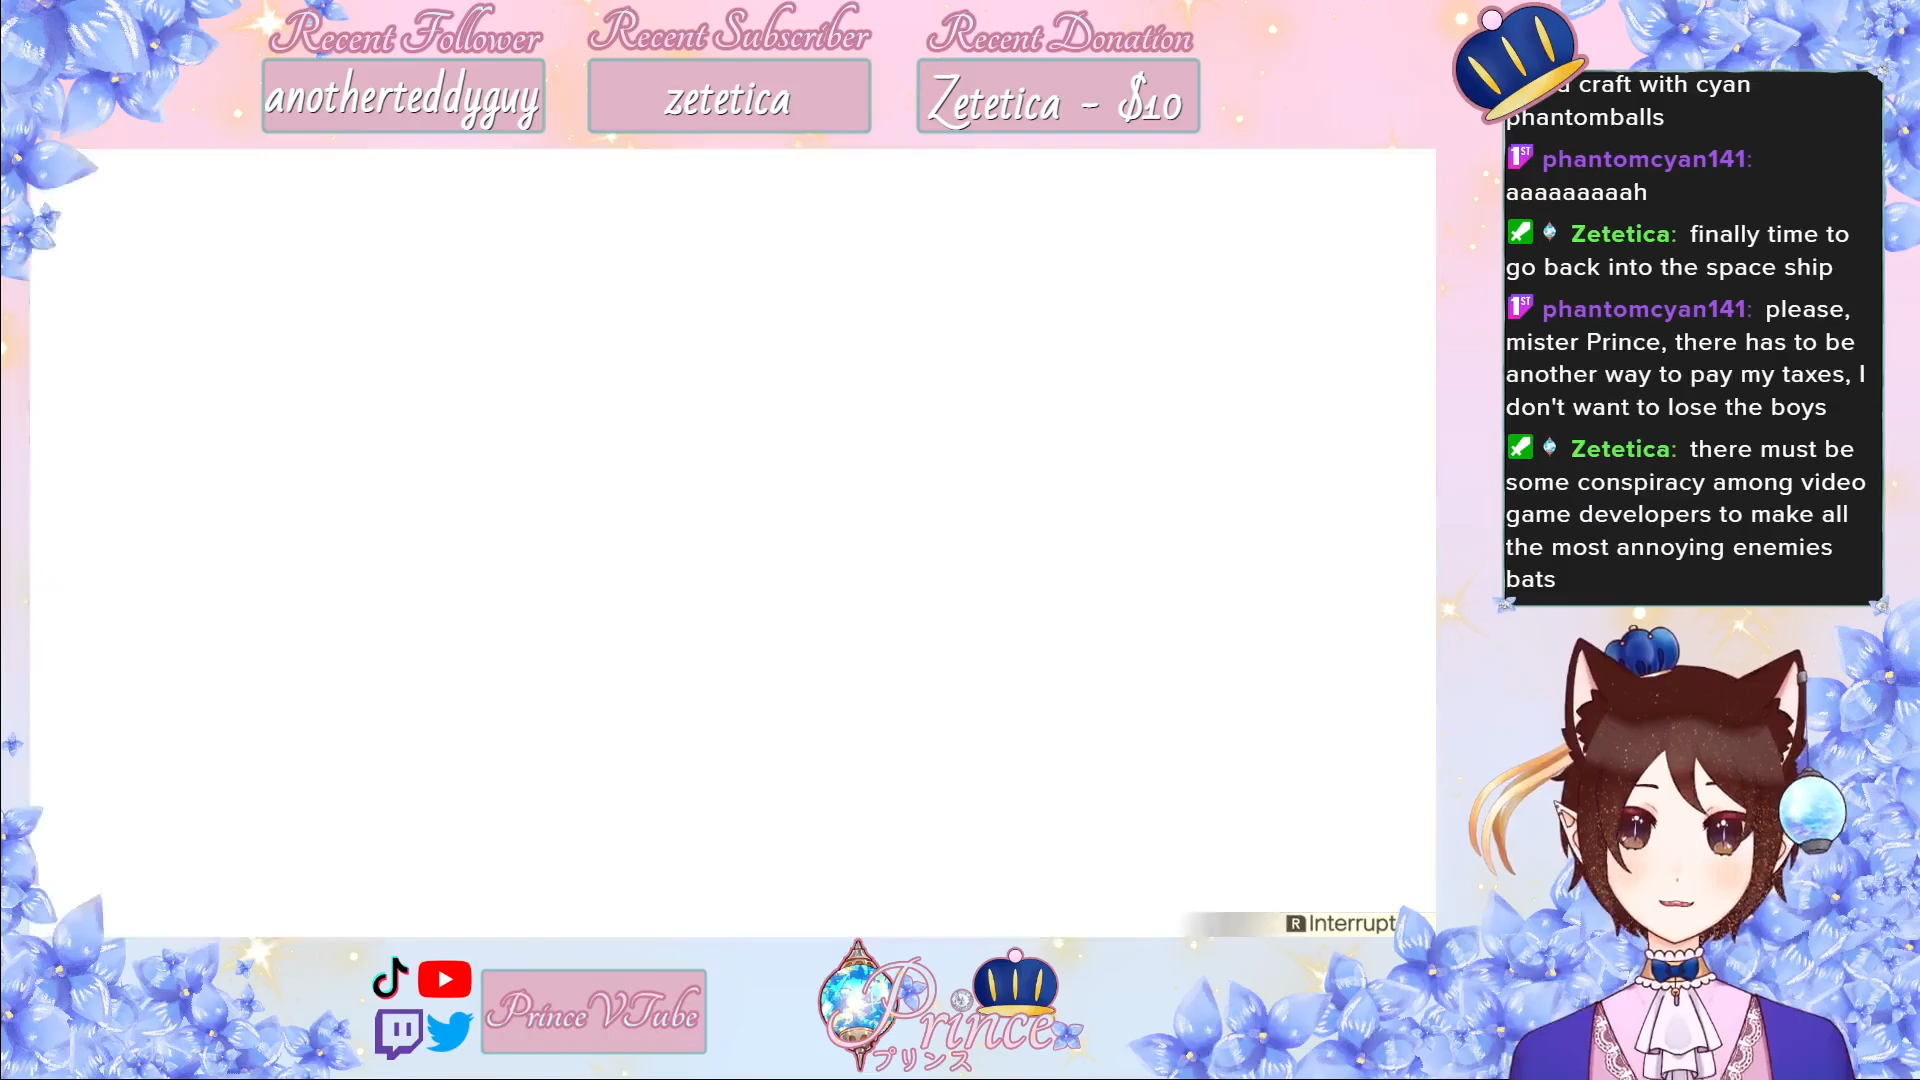 Recent Follower
anotherteddyguy
Recent Subscriber
zetetica
Recent Donation
Zetetica - $10
craft with cyan
phantomballs
1ST phantomcyan141:
aaaaaaaaah
Zetetica: finally time to
go back into the space ship
1ST phantomcyan141: please,
mister Prince, there has to be
another way to pay my taxes, I
don't want to lose the boys
Zetetica: there must be
some conspiracy among video
game developers to make all
the most annoying enemies
bats
R Interrupt
PrinceVTube
Prince
プリンス